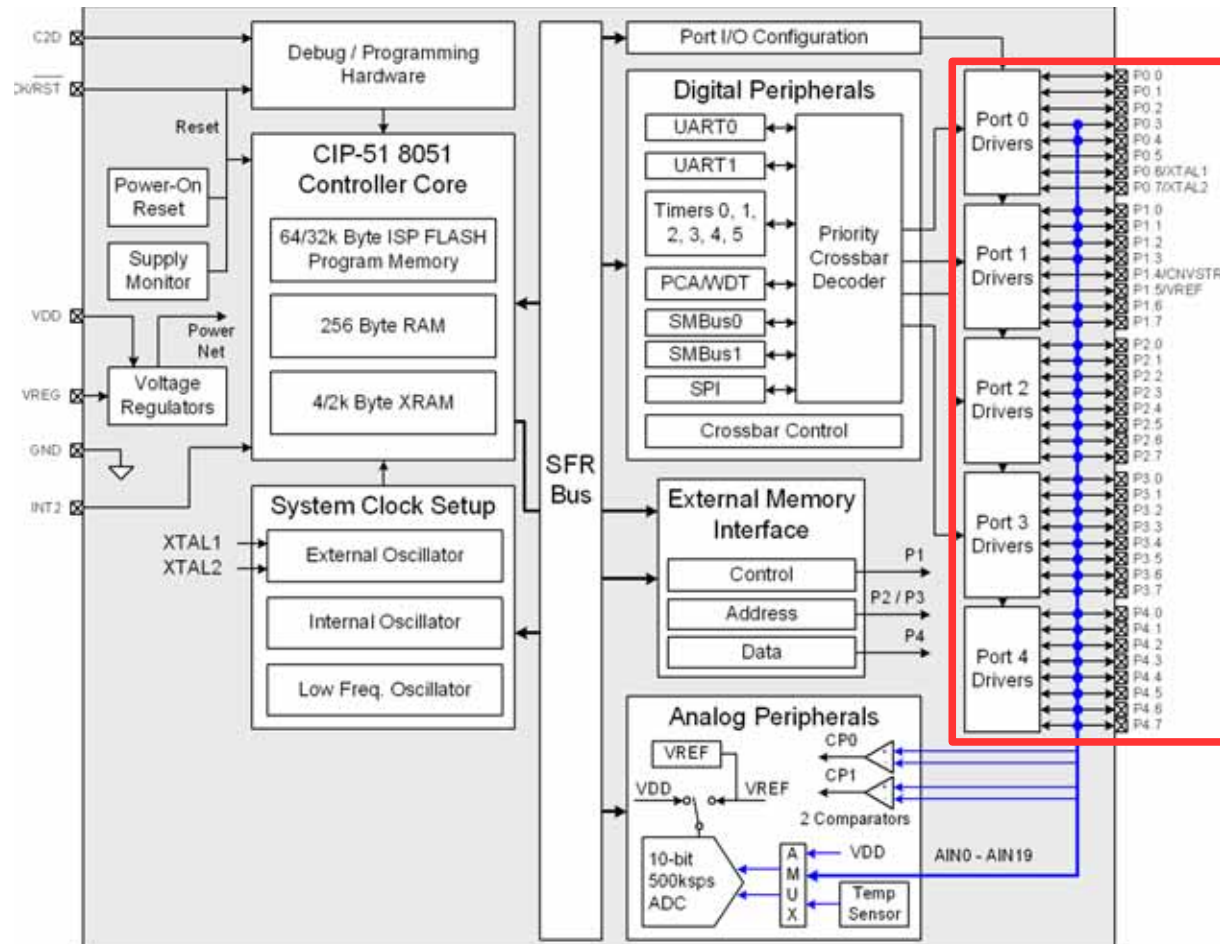 C2D
CK/RST
VDD
VREG
GND
INT2
Debug / Programming
Hardware
Reset
Power-On
Reset
Supply
Monitor
Power
Net
Voltage
Regulators
CIP-51 8051
Controller Core
64/32k Byte ISP FLASH
Program Memory
256 Byte RAM
4/2k Byte XRAM
System Clock Setup
XTAL1
XTAL2
External Oscillator
Internal Oscillator
Low Freq. Oscillator
SFR
Bus
Port I/O Configuration
Digital Peripherals
UART0
UART1
Timers 0, 1,
2, 3, 4, 5
PCA/WDT
SMBus0
SMBus1
SPI
Priority
Crossbar
Decoder
Crossbar Control
External Memory
Interface
Control
Address
Data
P1
P2 / P3
P4
Analog Peripherals
VREF
VDD
VREF
CP0
+
-
CP1
+
-
2 Comparators
10-bit
500ksps
ADC
A
M
U
X
VDD
Temp
Sensor
AIN0 - AIN19
Port 0
Drivers
Port 1
Drivers
Port 2
Drivers
Port 3
Drivers
Port 4
Drivers
P0.0
P0.1
P0.2
P0.3
P0.4
P0.5
P0.6/XTAL1
P0.7/XTAL2
P1.0
P1.1
P1.2
P1.3
P1.4/CNVSTR
P1.5/VREF
P1.6
P1.7
P2.0
P2.1
P2.2
P2.3
P2.4
P2.5
P2.6
P2.7
P3.0
P3.1
P3.2
P3.3
P3.4
P3.5
P3.6
P3.7
P4.0
P4.1
P4.2
P4.3
P4.4
P4.5
P4.6
P4.7